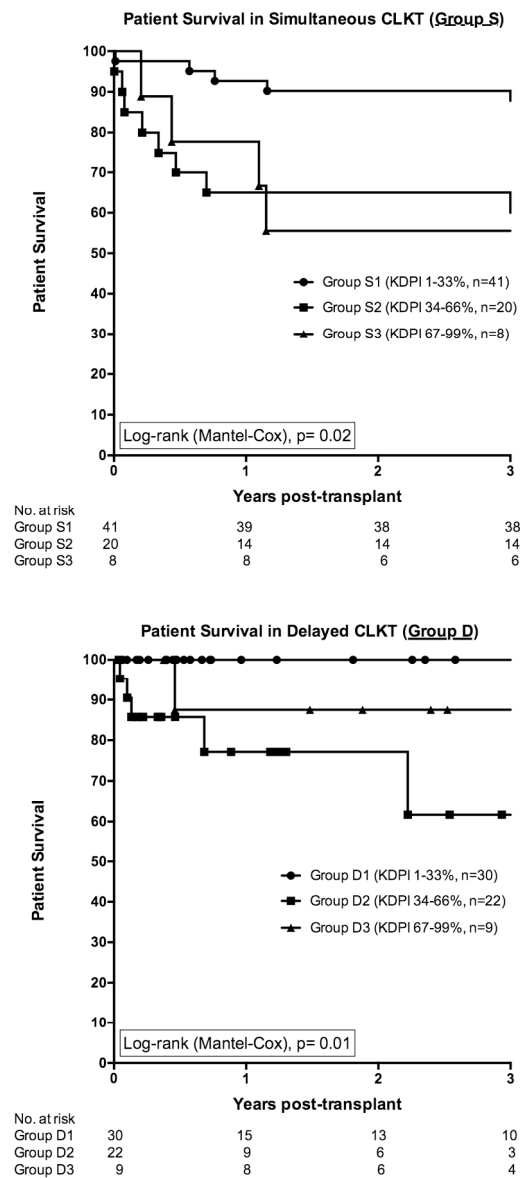 Patient Survival in Simultaneous CLKT (Group S)
100
90
80
70
60
50
40
30
20
10
0
Patient Survival
Group S1 (KDPI 1-33%, n=41)
Group S2 (KDPI 34-66%, n=20)
Group S3 (KDPI 67-99%, n=8)
Log-rank (Mantel-Cox), p= 0.02
0 1 2 3
Years post-transplant
No. at risk
Group S1 41 39 38 38
Group S2 20 14 14 14
Group S3 8 8 6 6
Patient Survival in Delayed CLKT (Group D)
100
90
80
70
60
50
40
30
20
10
0
Patient Survival
Group D1 (KDPI 1-33%, n=30)
Group D2 (KDPI 34-66%, n=22)
Group D3 (KDPI 67-99%, n=9)
Log-rank (Mantel-Cox), p= 0.01
0 1 2 3
Years post-transplant
No. at risk
Group D1 30 15 13 10
Group D2 22 9 6 3
Group D3 9 8 6 4